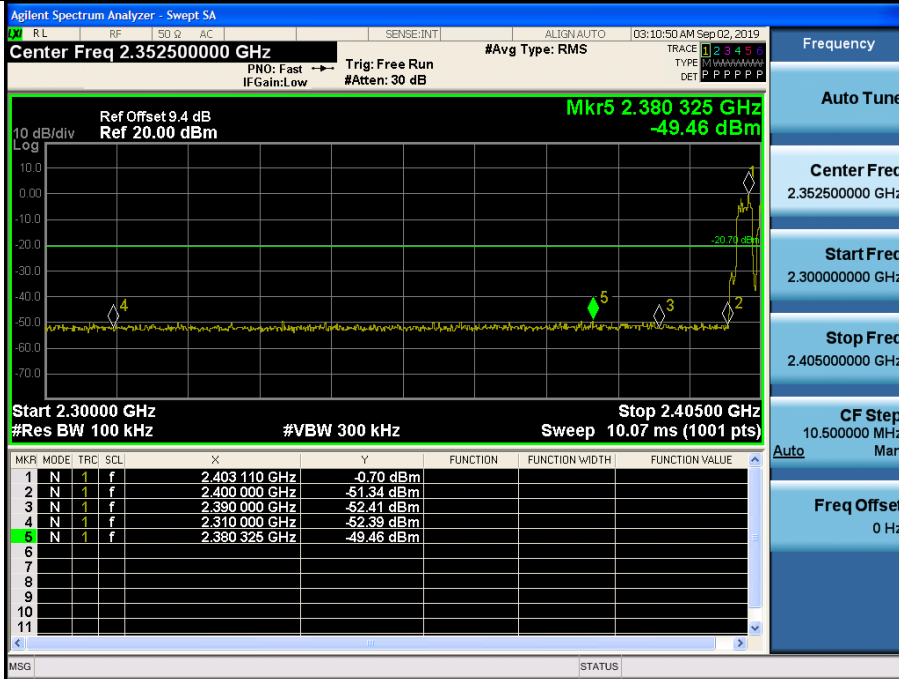 Agilent Spectrum Analyzer - Swept SA
LXI RL RF 50 Ω AC SENSE:INT ALIGN AUTO 03:10:50 AM Sep 02, 2019
Center Freq 2.352500000 GHz #Avg Type: RMS TRACE 1 2 3 4 5 6
PNO: Fast Trig: Free Run TYPE M
IFGain:Low #Atten: 30 dB DET P P P P P P
Mkr5 2.380 325 GHz
-49.46 dBm
Ref Offset 9.4 dB
10 dB/div Ref 20.00 dBm
Log
10.0
0.00
-10.0
-20.0
-30.0
-40.0
-50.0
-60.0
-70.0
1
-20.70 dBm
4
5
3
2
Start 2.30000 GHz Stop 2.40500 GHz
#Res BW 100 kHz #VBW 300 kHz Sweep 10.07 ms (1001 pts)
MKR MODE TRC SCL X Y FUNCTION FUNCTION WIDTH FUNCTION VALUE
1 N 1 f 2.403 110 GHz -0.70 dBm
2 N 1 f 2.400 000 GHz -51.34 dBm
3 N 1 f 2.390 000 GHz -52.41 dBm
4 N 1 f 2.310 000 GHz -52.39 dBm
5 N 1 f 2.380 325 GHz -49.46 dBm
6
7
8
9
10
11
MSG STATUS
Frequency
Auto Tune
Center Freq
2.352500000 GHz
Start Freq
2.300000000 GHz
Stop Freq
2.405000000 GHz
CF Step
10.500000 MHz
Auto Man
Freq Offset
0 Hz